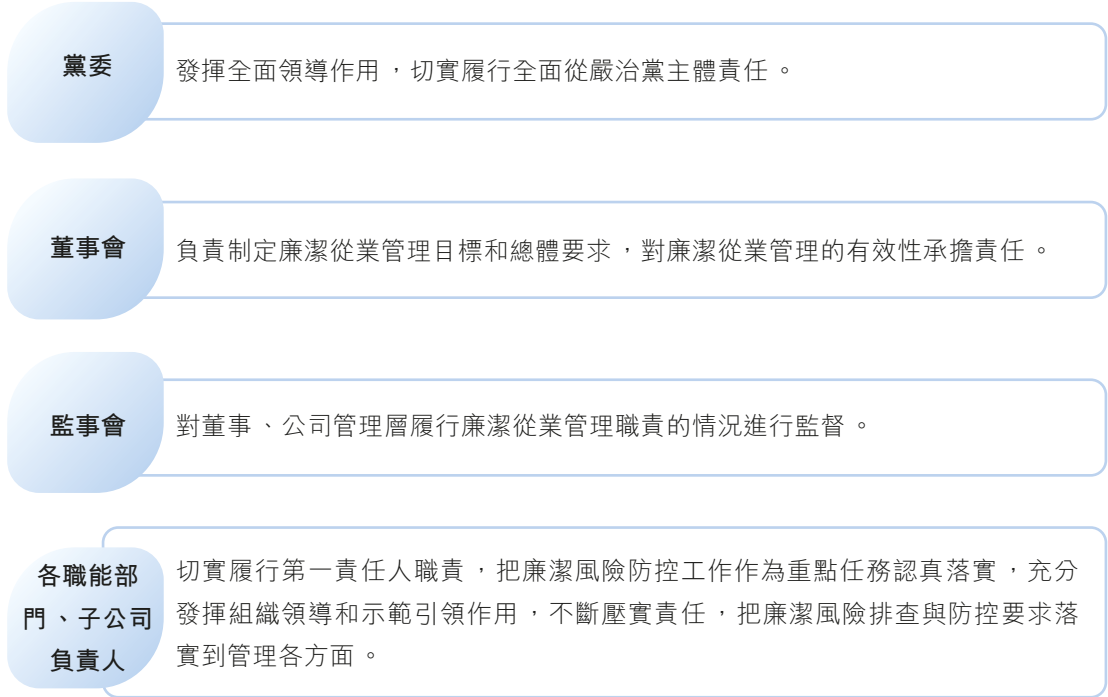 黨委
發揮全面領導作用，切實履行全面從嚴治黨主體責任。
董事會
負責制定廉潔從業管理目標和總體要求，對廉潔從業管理的有效性承擔責任。
監事會
對董事、公司管理層履行廉潔從業管理職責的情況進行監督。
各職能部
門、子公司
負責人
切實履行第一責任人職責，把廉潔風險防控工作作為重點任務認真落實，充分
發揮組織領導和示範引領作用，不斷壓實責任，把廉潔風險排查與防控要求落
實到管理各方面。